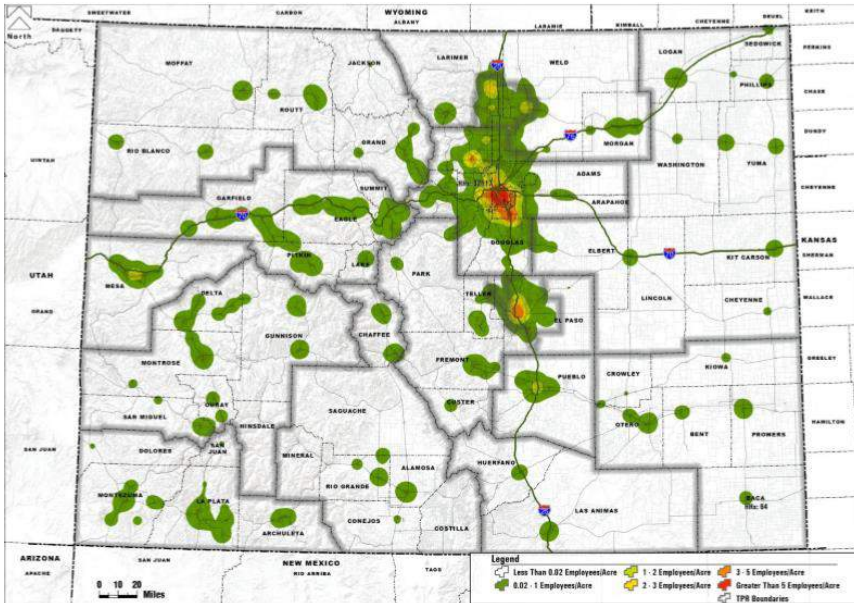 SWEETWATER
CARBON
WYOMING
ALBANY
LARAMIE
KIMBALL
CHEYENNE
DEUEL
KEITH
North
DAGGETT
MOFFAT
JACKSON
LARIMER
WELD
LOGAN
SEDGWICK
PERKINS
PHILLIPS
CHASE
ROUTT
GRAND
MORGAN
DUNDY
RIO BLANCO
WASHINGTON
YUMA
UINTAH
SUMMIT
ADAMS
CHEYENNE
GARFIELD
EAGLE
ARAPAHOE
70
DOUGLAS
ELBERT
70
KANSAS
KIT CARSON
SHERMAN
PITKIN
LAKE
PARK
UTAH
MESA
LINCOLN
CHEYENNE
WALLACE
GRAND
DELTA
TELLER
EL PASO
GUNNISON
CHAFFEE
MONTROSE
FREMONT
PUEBLO
CROWLEY
KIOWA
GREELEY
CUSTER
SAN MIGUEL
OURAY
SAGUACHE
OTERO
BENT
PROWERS
HAMILTON
HINSDALE
SAN JUAN
DOLORES
SAN JUAN
MINERAL
HUERFANO
ALAMOSA
RIO GRANDE
MONTEZUMA
LA PLATA
BACA
LAS ANIMAS
ARCHULETA
CONEJOS
COSTILLA
ARIZONA
APACHE
SAN JUAN
NEW MEXICO
RIO ARRIBA
TAOS
0 10 20
Miles
Legend
Less Than 0.02 Employees/Acre
1 - 2 Employees/Acre
3 - 5 Employees/Acre
0.02 - 1 Employees/Acre
2 - 3 Employees/Acre
Greater Than 5 Employees/Acre
TPR Boundaries